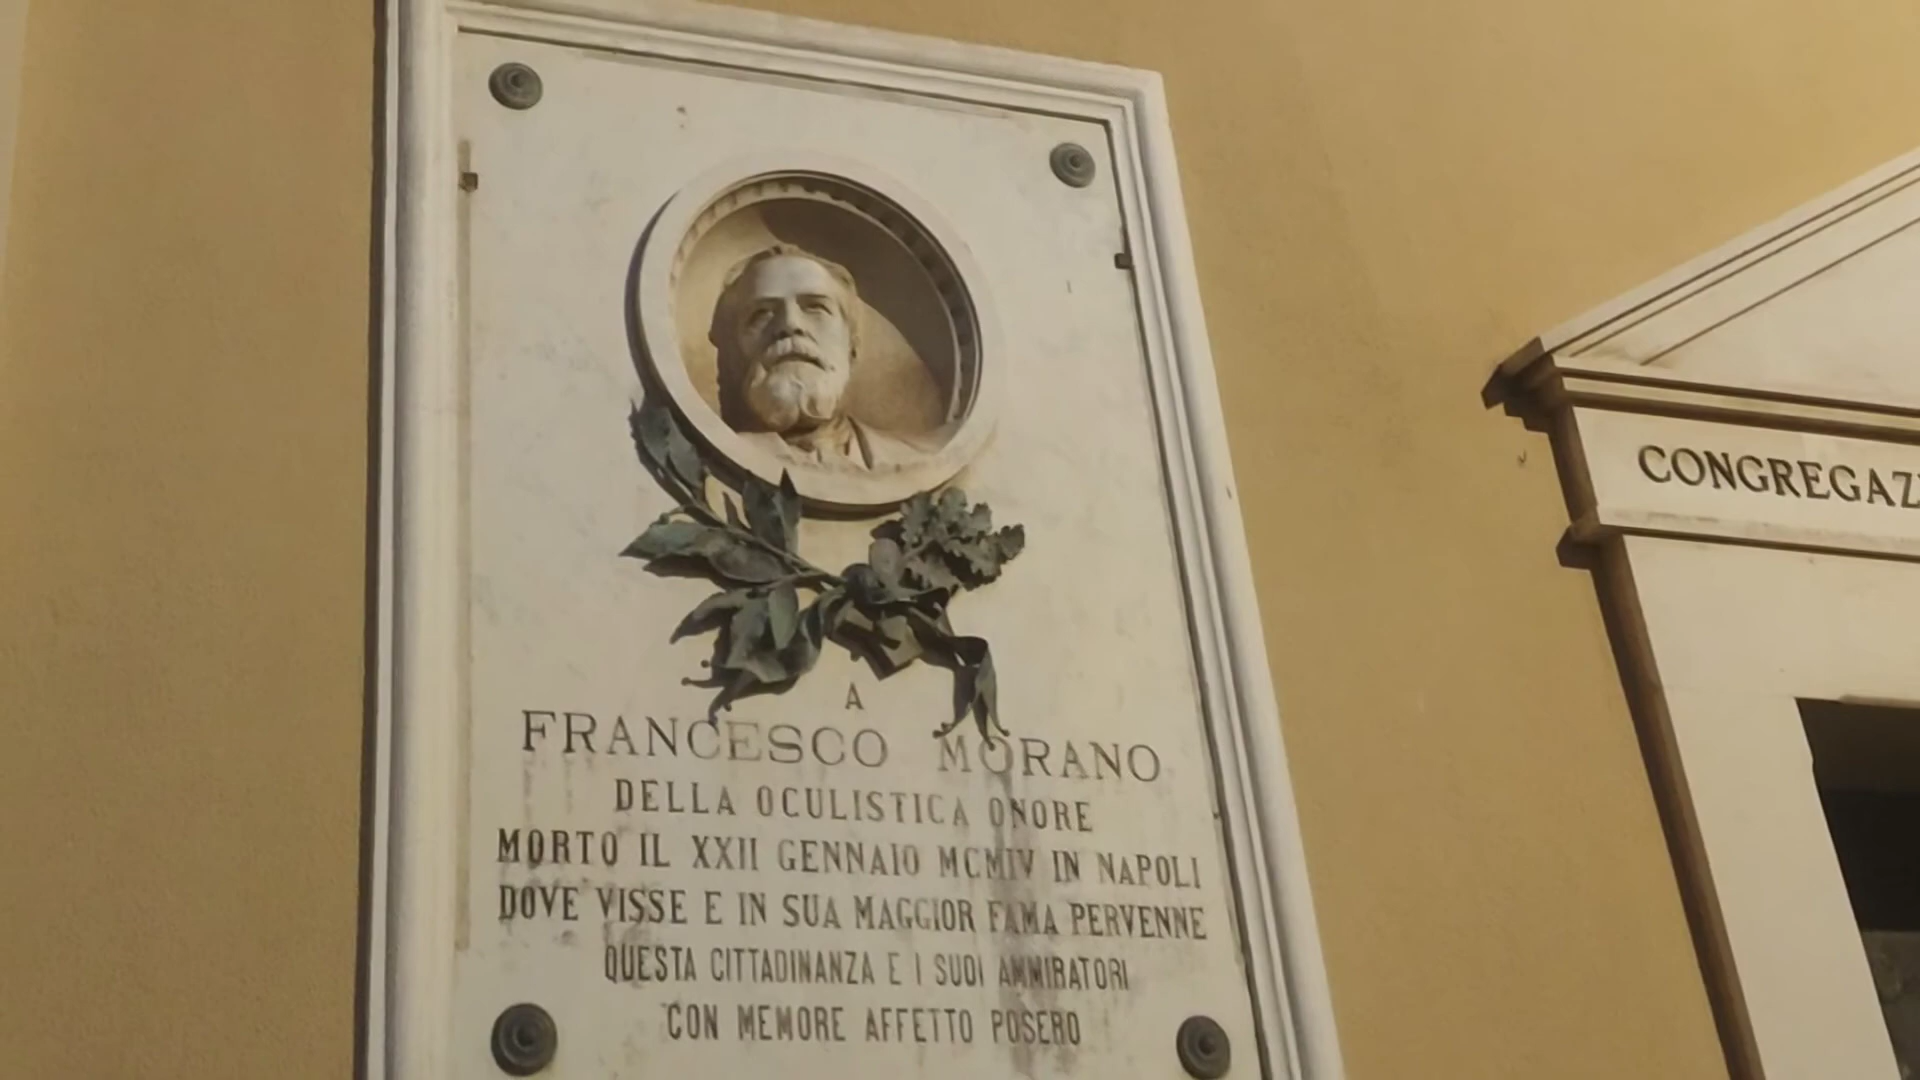 A
FRANCESCO MORANO
DELLA OCULISTICA ONORE
MORTO IL XXII GENNAIO MCMIV IN NAPOLI
DOVE VISSE E IN SUA MAGGIOR FAMA PERVENNE
QUESTA CITTADINANZA E I SUOI AMMIRATORI
CON MEMORE AFFETTO POSERO
CONGREGAZ